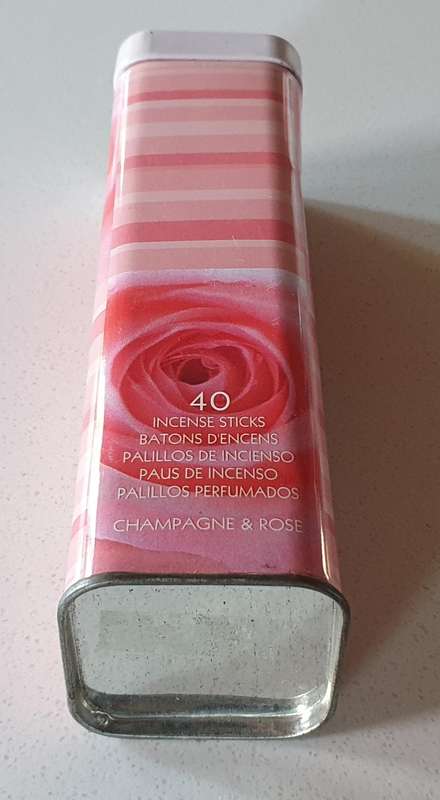 40
INCENSE STICKS
BATONS D'ENCENS
PALILLOS DE INCIENSO
PAUS DE INCENSO
PALILLOS PERFUMADOS
CHAMPAGNE & ROSE